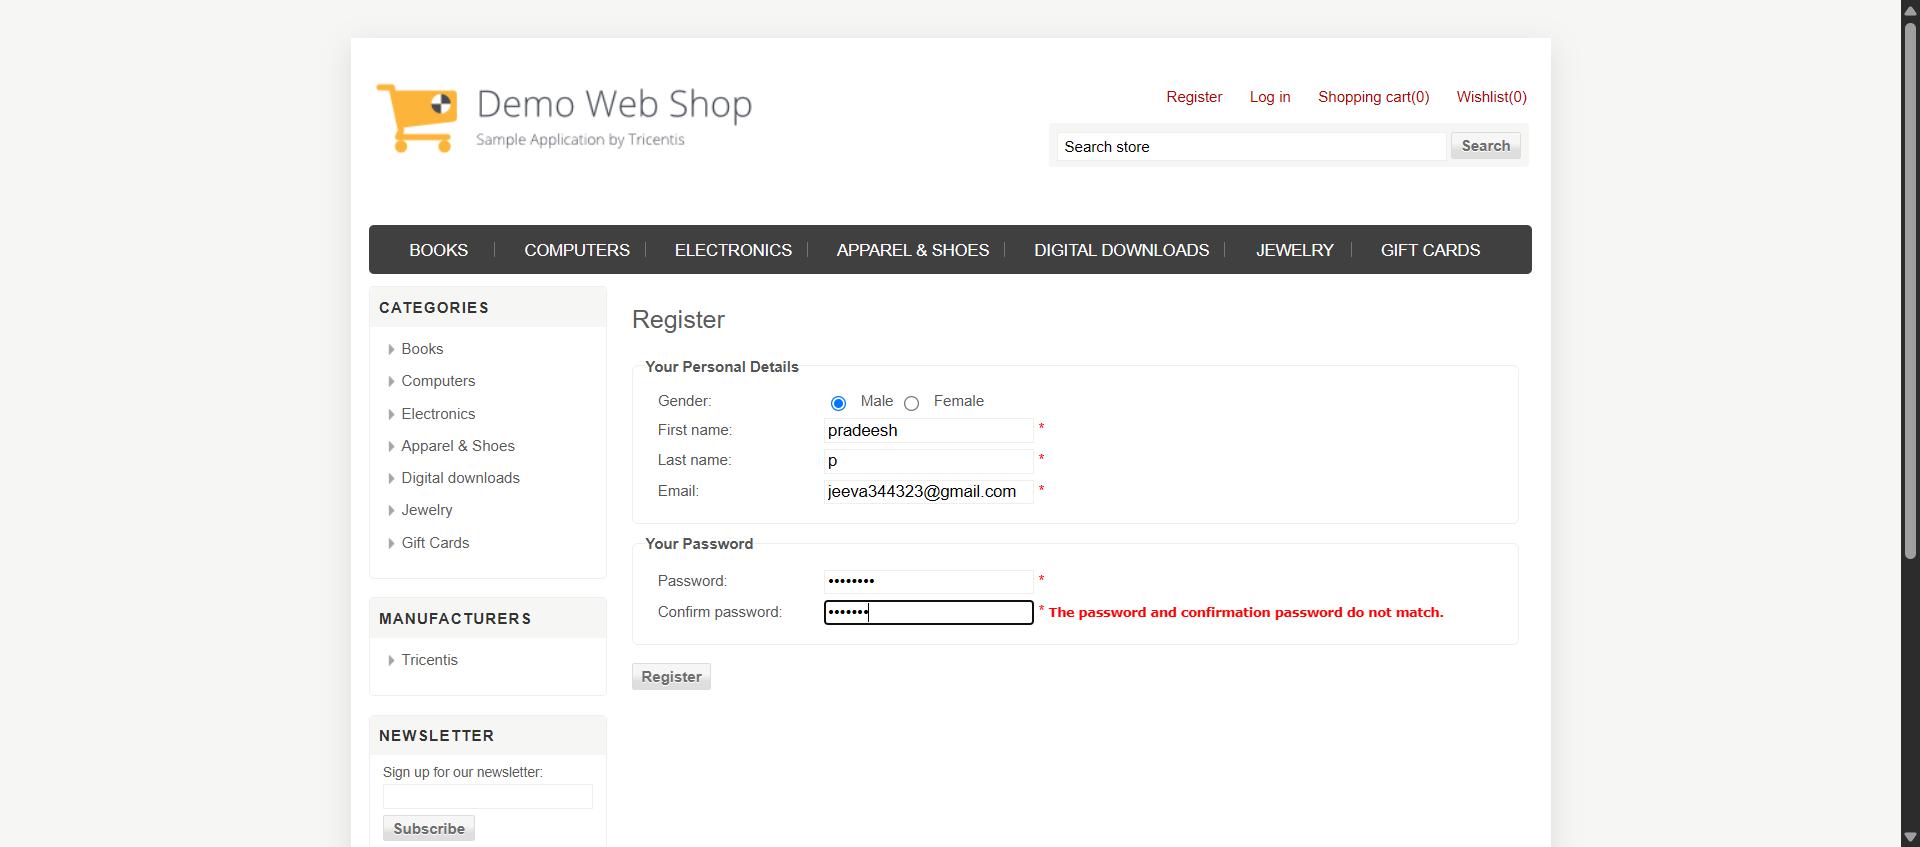 Demo Web Shop
Sample Application by Tricentis
Register Log in Shopping cart(0) Wishlist(0)
Search store Search
BOOKS COMPUTERS ELECTRONICS APPAREL & SHOES DIGITAL DOWNLOADS JEWELRY GIFT CARDS
CATEGORIES
Books
Computers
Electronics
Apparel & Shoes
Digital downloads
Jewelry
Gift Cards
MANUFACTURERS
Tricentis
NEWSLETTER
Sign up for our newsletter:
Subscribe
Register
Your Personal Details
Gender: Male Female
First name: pradeesh *
Last name: p *
Email: jeeva344323@gmail.com *
Your Password
Password: •••••••• *
Confirm password: ••••••• * The password and confirmation password do not match.
Register